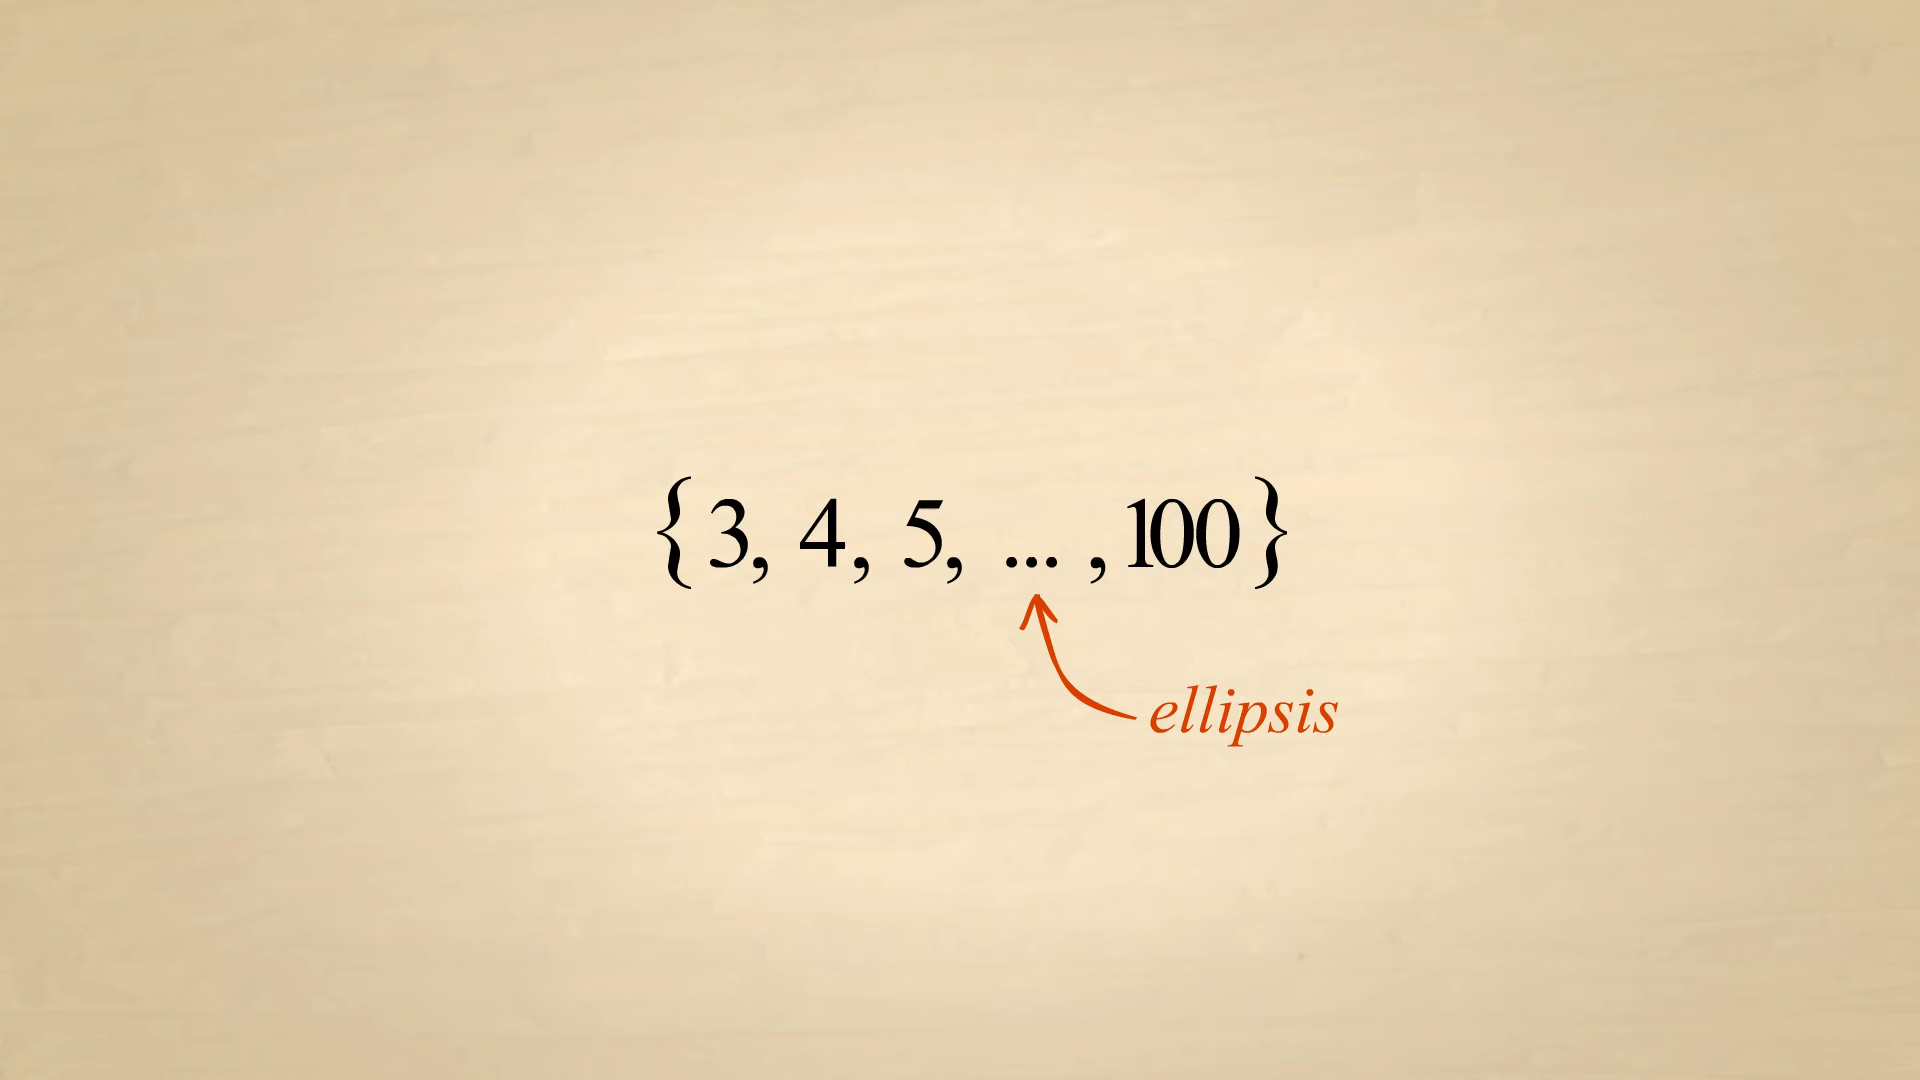 {3, 4, 5, ... ,100}
ellipsis